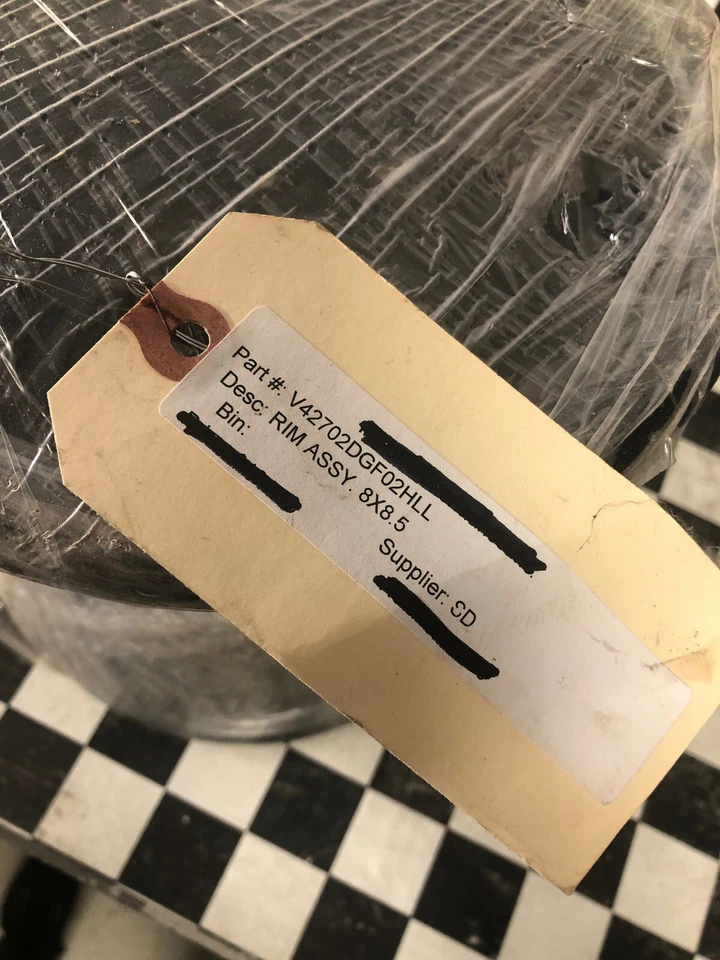 Part #: V42702DGF02HLL
Desc: RIM ASSY. 8X8.5
Bin:
Supplier: SD